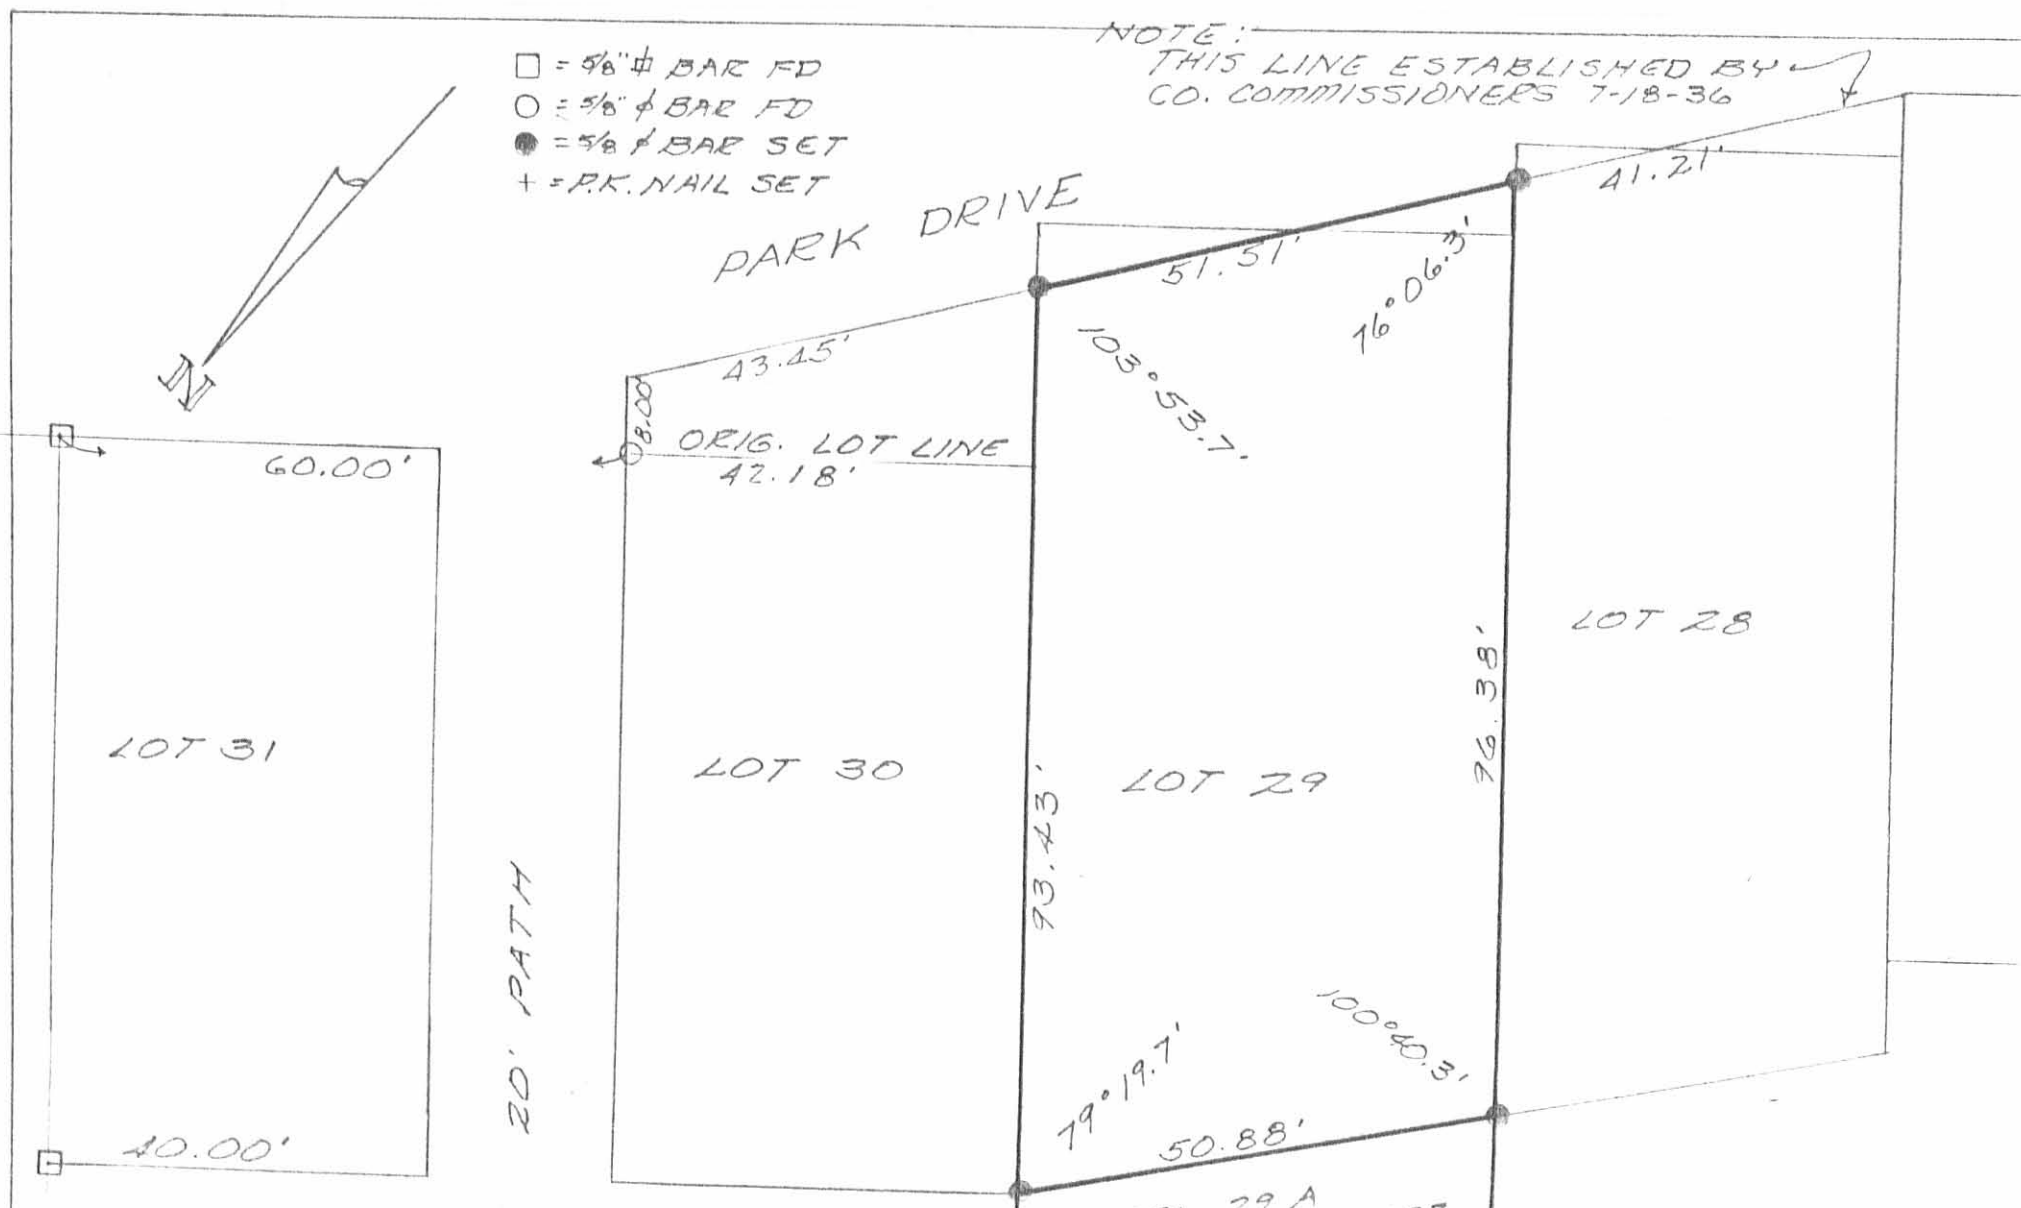 NOTE:
THIS LINE ESTABLISHED BY
CO. COMMISSIONERS 7-18-36
□ = 5/8" ⌷ BAR FD
○ = 5/8" ∅ BAR FD
● = 5/8 ∅ BAR SET
+ = P.K. NAIL SET
PARK DRIVE
41.21'
51.51'
76°06.3'
43.45'
103°53.7'
N
8.00
ORIG. LOT LINE
42.18'
60.00'
LOT 28
96.38'
LOT 31
LOT 30
LOT 29
93.43'
20' PATH
100°40.3'
79°19.7'
50.88'
40.00'
29 A